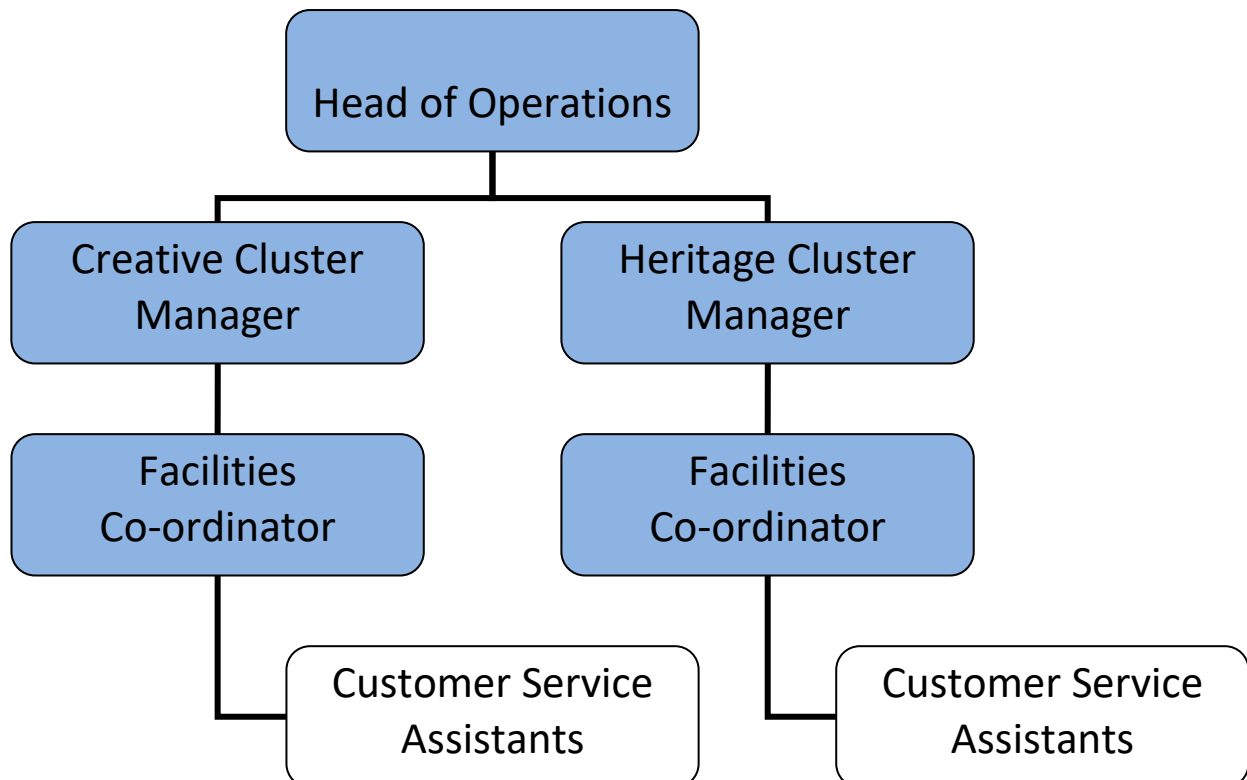 Head of Operations
Creative Cluster
Manager
Heritage Cluster
Manager
Facilities
Co-ordinator
Facilities
Co-ordinator
Customer Service
Assistants
Customer Service
Assistants